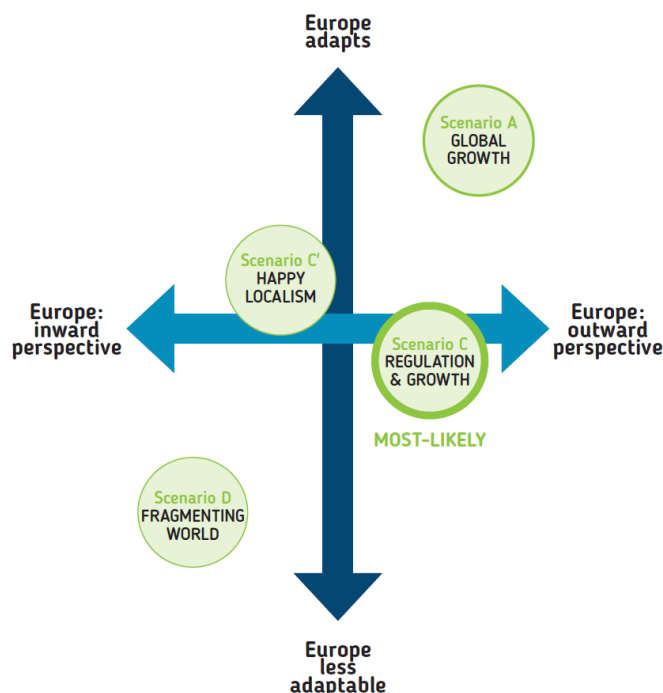 Europe
adapts
Scenario A
GLOBAL
GROWTH
Scenario C'
HAPPY
LOCALISM
Europe:
inward
perspective
Europe:
outward
perspective
Scenario C
REGULATION
& GROWTH
MOST-LIKELY
Scenario D
FRAGMENTING
WORLD
Europe
less
adaptable